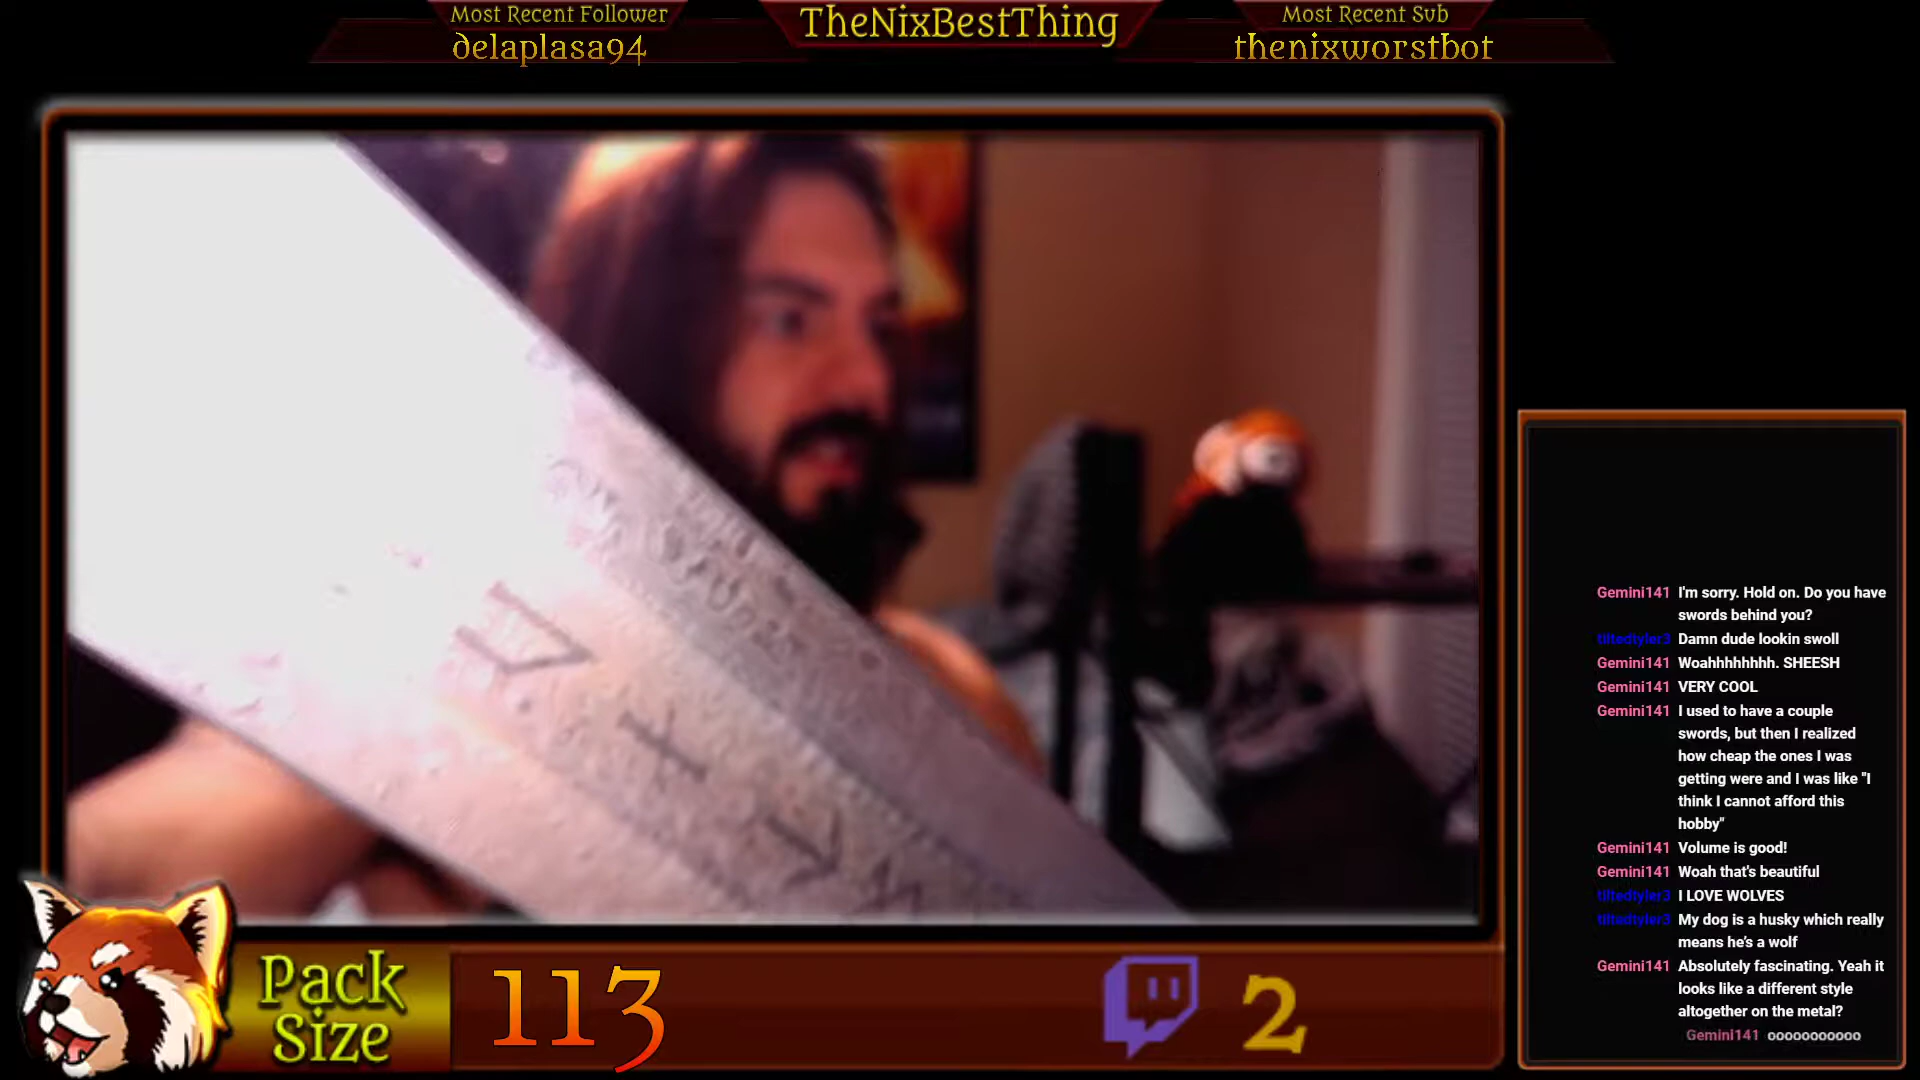 Most Recent Follower
delaplasa94
TheNixBestThing
Most Recent Sub
thenixworstbot
Gemini141 I'm sorry. Hold on. Do you have
swords behind you?
tiltedtyler3 Damn dude lookin swoll
Gemini141 Woahhhhhhhh. SHEESH
Gemini141 VERY COOL
Gemini141 I used to have a couple
swords, but then I realized
how cheap the ones I was
getting were and I was like "I
think I cannot afford this
hobby"
Gemini141 Volume is good!
Gemini141 Woah that's beautiful
tiltedtyler3 I LOVE WOLVES
tiltedtyler3 My dog is a husky which really
means he's a wolf
Gemini141 Absolutely fascinating. Yeah it
looks like a different style
altogether on the metal?
Gemini141 ooooooooooo
Pack
Size
113
2